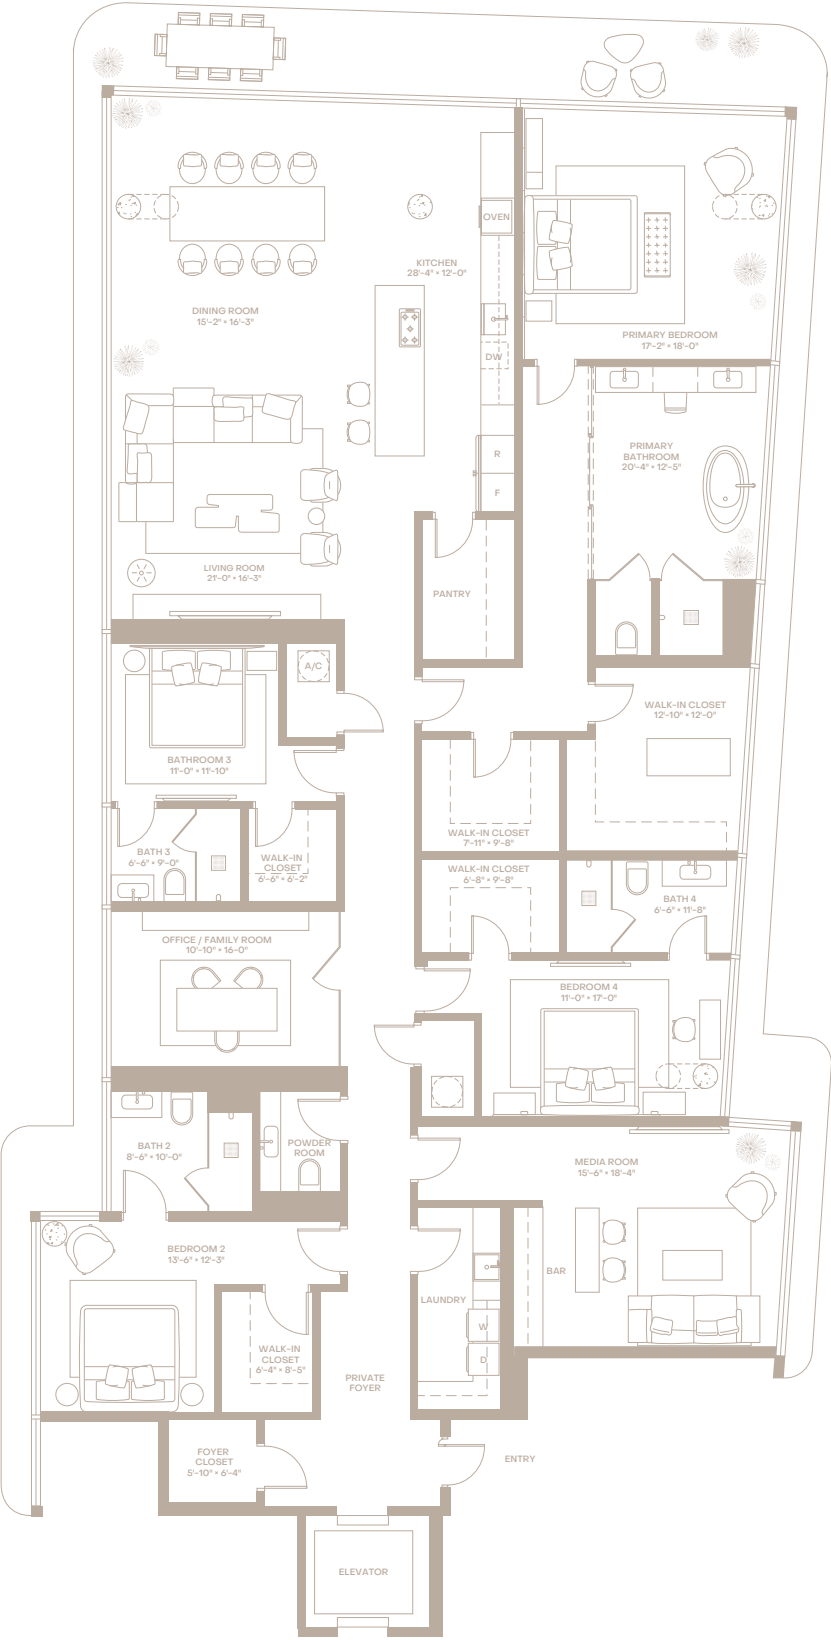 OVEN
KITCHEN
28'-4" × 12'-0"
DINING ROOM
15'-2" × 16'-3"
PRIMARY BEDROOM
17'-2" × 18'-0"
DW
PRIMARY
BATHROOM
20'-4" × 12'-5"
R
F
LIVING ROOM
21'-0" × 16'-3"
PANTRY
A/C
WALK-IN CLOSET
12'-10" × 12'-0"
BATHROOM 3
11'-0" × 11'-10"
WALK-IN CLOSET
7'-11" × 9'-8"
BATH 3
6'-6" × 9'-0"
WALK-IN
CLOSET
6'-6" × 6'-2"
WALK-IN CLOSET
6'-8" × 9'-8"
BATH 4
6'-6" × 11'-8"
OFFICE / FAMILY ROOM
10'-10" × 16-0"
BEDROOM 4
11'-0" × 17'-0"
BATH 2
8'-6" × 10'-0"
POWDER
ROOM
MEDIA ROOM
15'-6" × 18'-4"
BEDROOM 2
13'-6" × 12'-3"
BAR
LAUNDRY
W
D
WALK-IN
CLOSET
6'-4" × 8'-5"
PRIVATE
FOYER
FOYER
CLOSET
5'-10" × 6'-4"
ENTRY
ELEVATOR